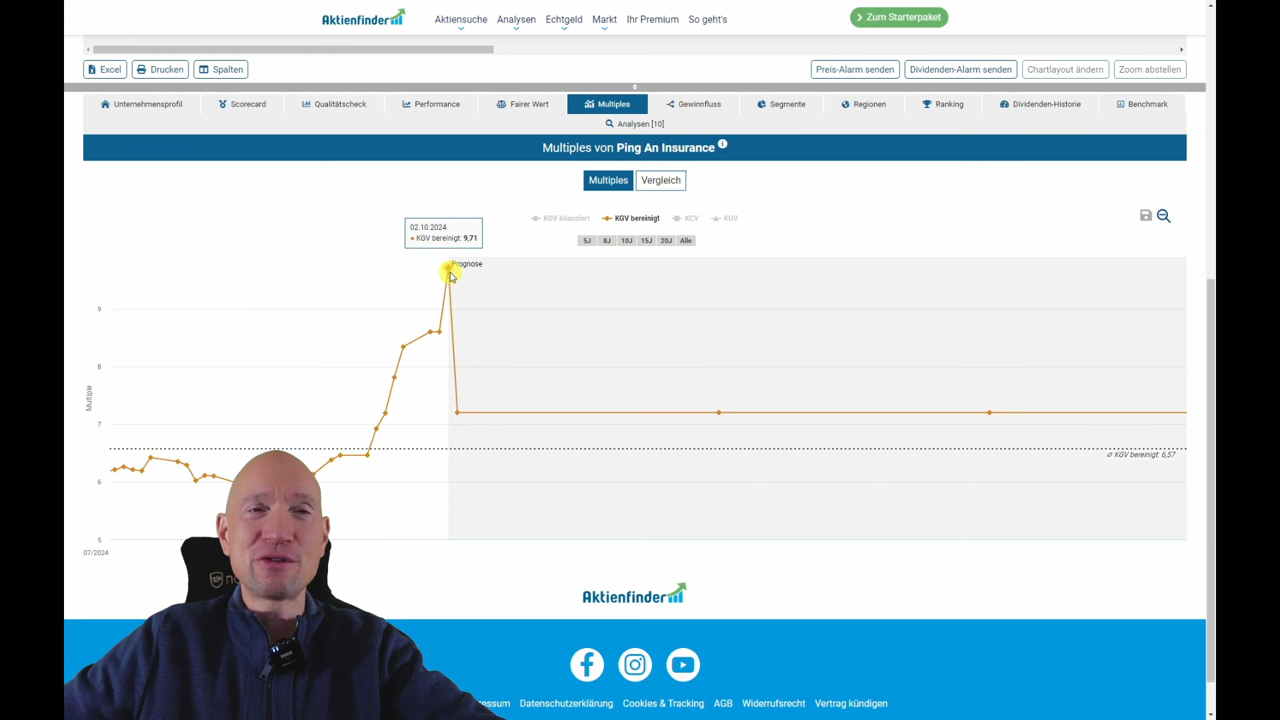 Aktienfinder
Aktiensuche Analysen Echtgeld Markt Ihr Premium So geht's
Zum Starterpaket
Excel Drucken Spalten
Preis-Alarm senden Dividenden-Alarm senden Chartlayout ändern Zoom abstellen
Unternehmensprofil Scorecard Qualitätscheck Performance Fairer Wert Multiples Gewinnfluss Segmente Regionen Ranking Dividenden-Historie Benchmark
Analysen [10]
Multiples von Ping An Insurance
Multiples Vergleich
KGV bilanziert KGV bereinigt KCV KUV
5J 8J 10J 15J 20J Alle
02.10.2024
KGV bereinigt: 9,71
Prognose
9
8
7
6
5
Multiple
Ø KGV bereinigt: 6,57
07/2024
Aktienfinder
Datenschutzerklärung Cookies & Tracking AGB Widerrufsrecht Vertrag kündigen